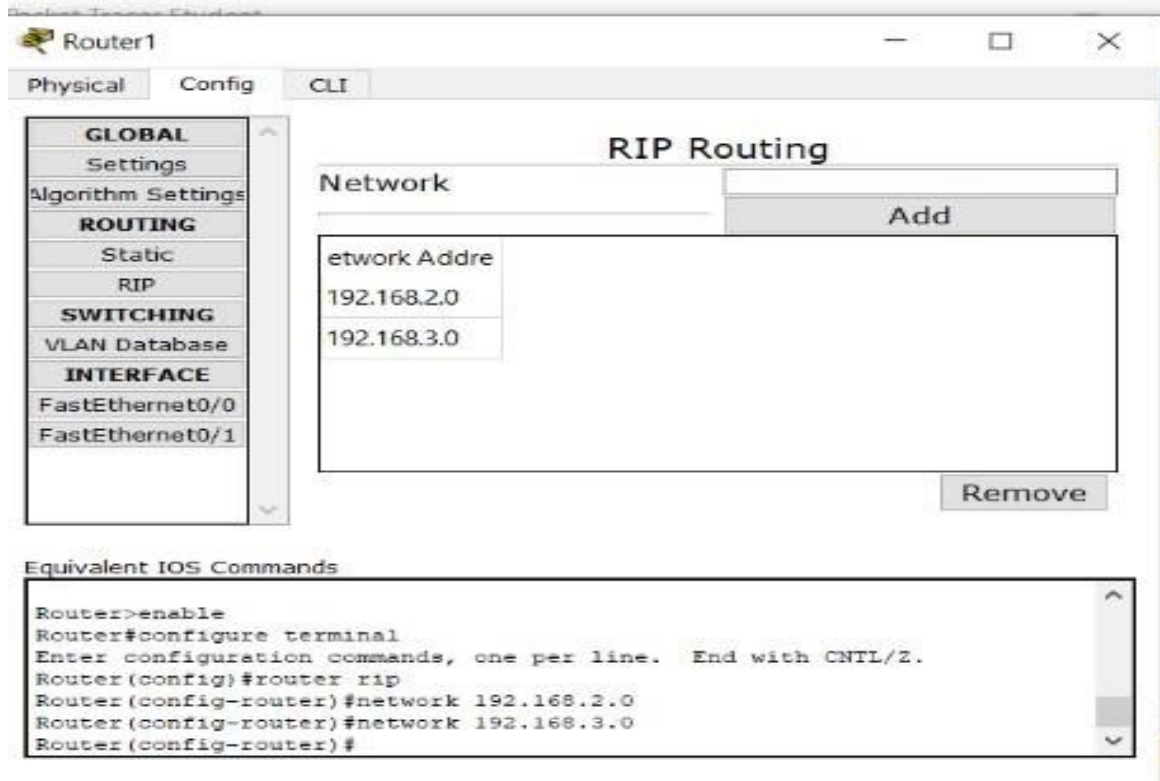 Router1
Physical Config CLI
GLOBAL
Settings
Algorithm Settings
ROUTING
Static
RIP
SWITCHING
VLAN Database
INTERFACE
FastEthernet0/0
FastEthernet0/1
RIP Routing
Network
Add
etwork Addre
192.168.2.0
192.168.3.0
Remove
Equivalent IOS Commands
Router>enable
Router#configure terminal
Enter configuration commands, one per line. End with CNTL/Z.
Router(config)#router rip
Router(config-router)#network 192.168.2.0
Router(config-router)#network 192.168.3.0
Router(config-router)#